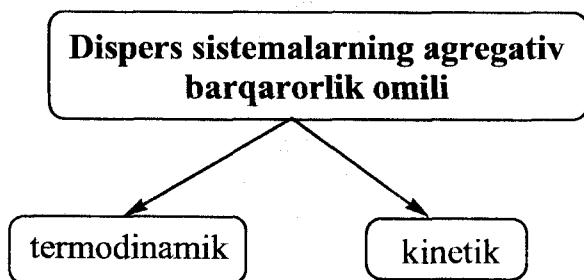 Dispers sistemalarning agregativ
barqarorlik omili
termodinamik
kinetik